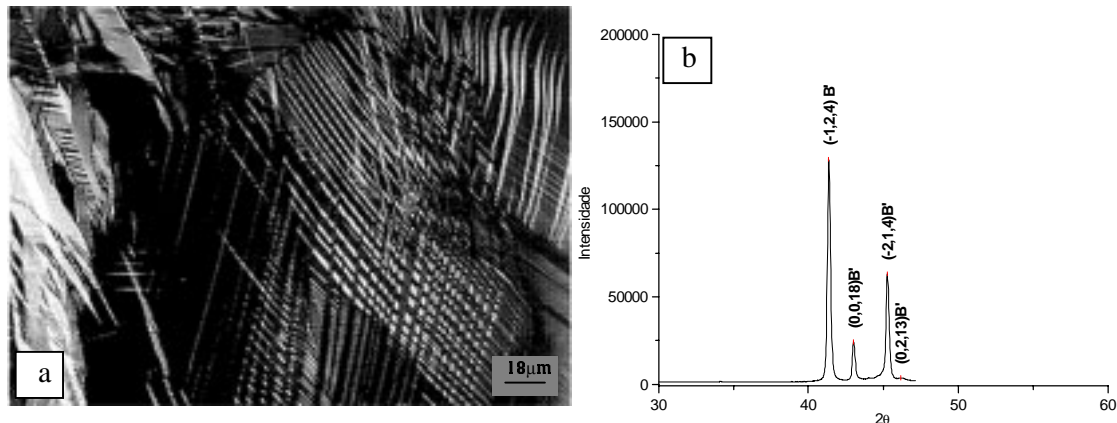 a
18µm
b
Intensidade
200000
150000
100000
50000
0
(-1,2,4) B'
(0,0,18)B'
(-2,1,4)B'
(0,2,13)B'
30
40
50
60
2θ